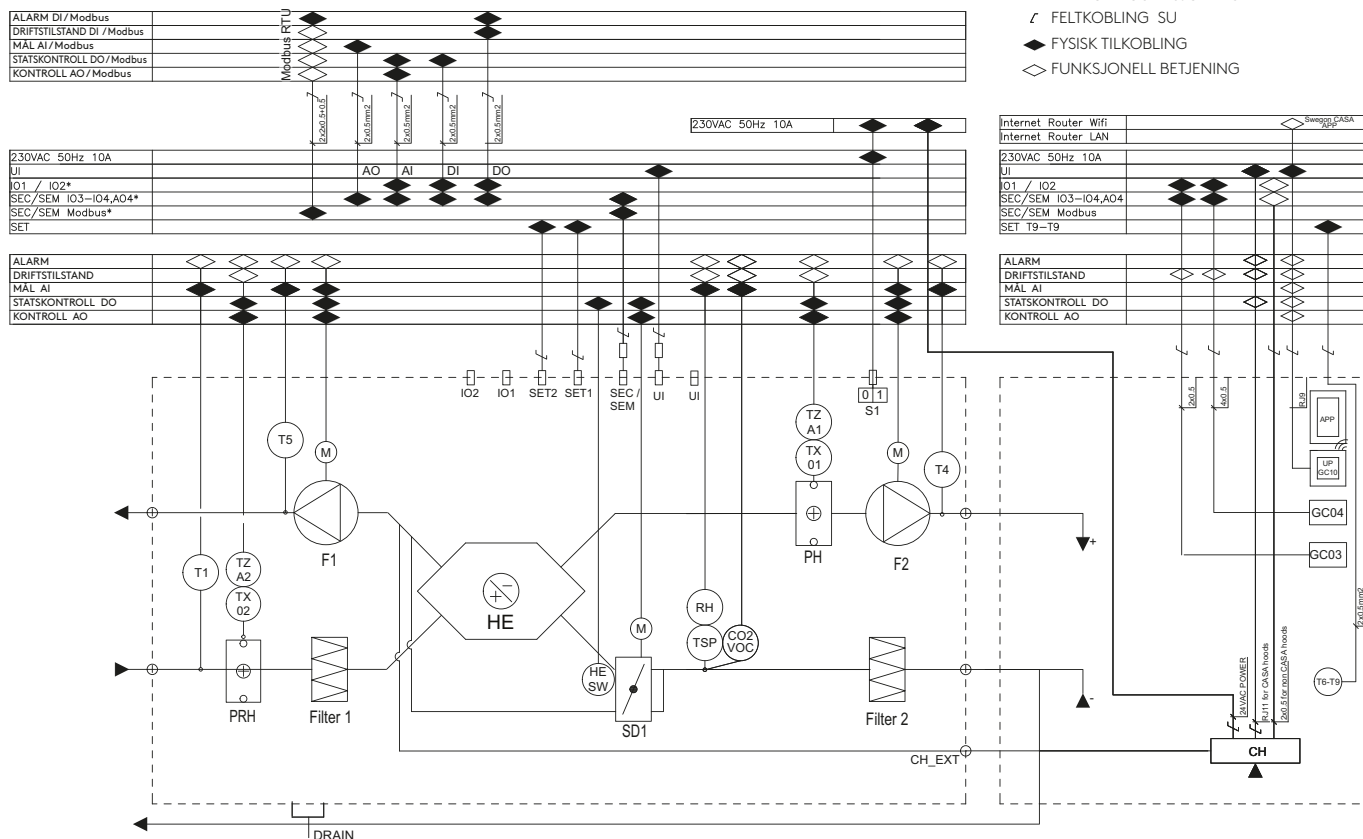 ALARM DI/Modbus
DRIFTSTILSTAND DI /Modbus
MÅL AI/Modbus
STATSKONTROLL DO/Modbus
KONTROLL AO/Modbus
Modbus RTU
FELTKOBLING SU
FYSISK TILKOBLING
FUNKSJONELL BETJENING
2x2x0.5+0.5
2x0.5mm2
2x0.5mm2
2x0.5mm2
2x0.5mm2
230VAC 50Hz 10A
Internet Router Wifi
Internet Router LAN
Swegon CASA
APP
230VAC 50Hz 10A
UI
IO1 / IO2*
SEC/SEM IO3-IO4,AO4*
SEC/SEM Modbus*
SET
AO AI DI DO
230VAC 50Hz 10A
UI
IO1 / IO2
SEC/SEM IO3-IO4,AO4
SEC/SEM Modbus
SET T9-T9
ALARM
DRIFTSTILSTAND
MÅL AI
STATSKONTROLL DO
KONTROLL AO
ALARM
DRIFTSTILSTAND
MÅL AI
STATSKONTROLL DO
KONTROLL AO
IO2
IO1
SET2
SET1
SEC /
SEM
UI
UI
0 1
S1
2x0.5
4x0.5
RJ9
APP
UP
GC10
GC04
GC03
12x0.5mm2
T6-T9
T5
M
T1
TZ
A2
TX
02
F1
PRH
Filter 1
HE
HE
SW
M
SD1
RH
TSP
CO2
VOC
TZ
A1
TX
01
PH
M
F2
T4
Filter 2
+
-
24VAC POWER
RJ11 for CASA hoods
2x0.5 for non CASA hoods
CH
CH_EXT
DRAIN